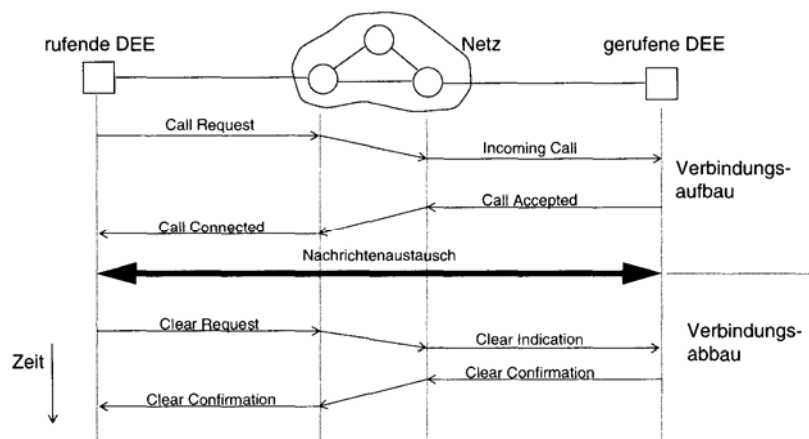 rufende DEE
Netz
gerufene DEE
Call Request
Incoming Call
Verbindungs-
aufbau
Call Accepted
Call Connected
Nachrichtenaustausch
Clear Request
Clear Indication
Verbindungs-
abbau
Zeit
Clear Confirmation
Clear Confirmation